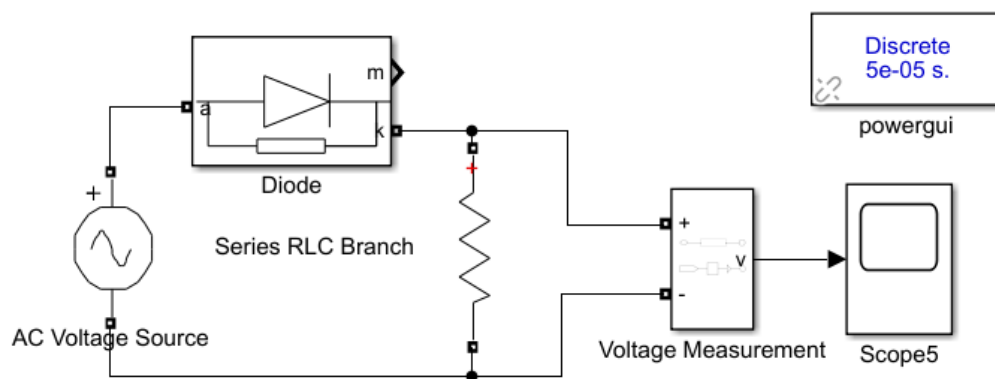 Discrete
5e-05 s.
powergui
m
a
k
Diode
+
+
Series RLC Branch
+
v
-
AC Voltage Source
Voltage Measurement
Scope5